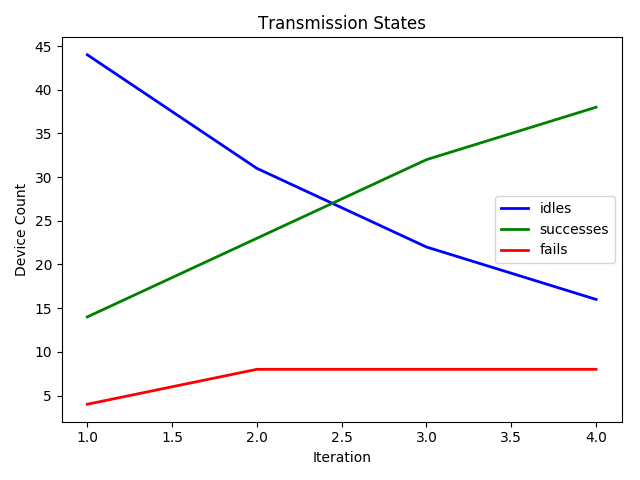 Transmission States
Device Count
45
40
35
30
25
20
15
10
5
idles
successes
fails
1.0 1.5 2.0 2.5 3.0 3.5 4.0
Iteration